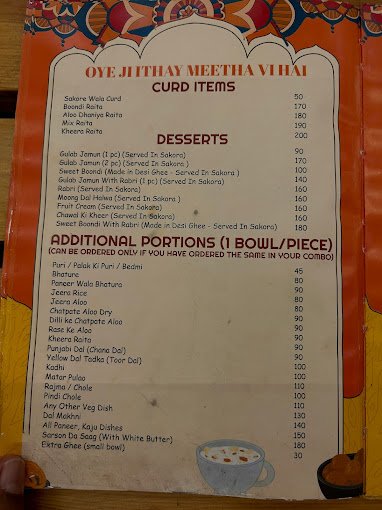 OYE JI ITHAY MEETHA VI HAI
CURD ITEMS
Sakore Wala Curd 50
Boondi Raita 170
Aloo Dhaniya Raita 180
Mix Raita 190
Kheera Raita 200
DESSERTS
Gulab Jamun (1 pc) (Served In Sakora) 90
Gulab Jamun (2 pc) (Served In Sakora) 170
Sweet Boondi (Made in Desi Ghee - Served In Sakora ) 100
Gulab Jamun With Rabri (1 pc) (Served In Sakora) 140
Rabri (Served In Sakora) 150
Moong Dal Halwa (Served In Sakora ) 160
Fruit Cream (Served In Sakora) 160
Chawal Ki Kheer (Served In Sakora) 160
Sweet Boondi With Rabri (Made in Desi Ghee - Served In Sakora) 180
ADDITIONAL PORTIONS (1 BOWL/PIECE)
(CAN BE ORDERED ONLY IF YOU HAVE ORDERED THE SAME IN YOUR COMBO)
Puri / Palak Ki Puri / Bedmi 45
Bhature 80
Paneer Wala Bhatura 90
Jeera Rice 80
Jeera Aloo 80
Chatpate Aloo Dry 90
Dilli ke Chatpate Aloo 90
Rase Ke Aloo 90
Kheera Raita 90
Punjabi Dal (Chana Dal) 90
Yellow Dal Tadka (Toor Dal) 90
Kadhi 100
Matar Pulao 100
Rajma / Chole 110
Pindi Chole 100
Any Other Veg Dish 110
Dal Makhni 130
All Paneer, Kaju Dishes 140
Sarson Da Saag (With White Butter) 150
Extra Ghee (small bowl) 180
30